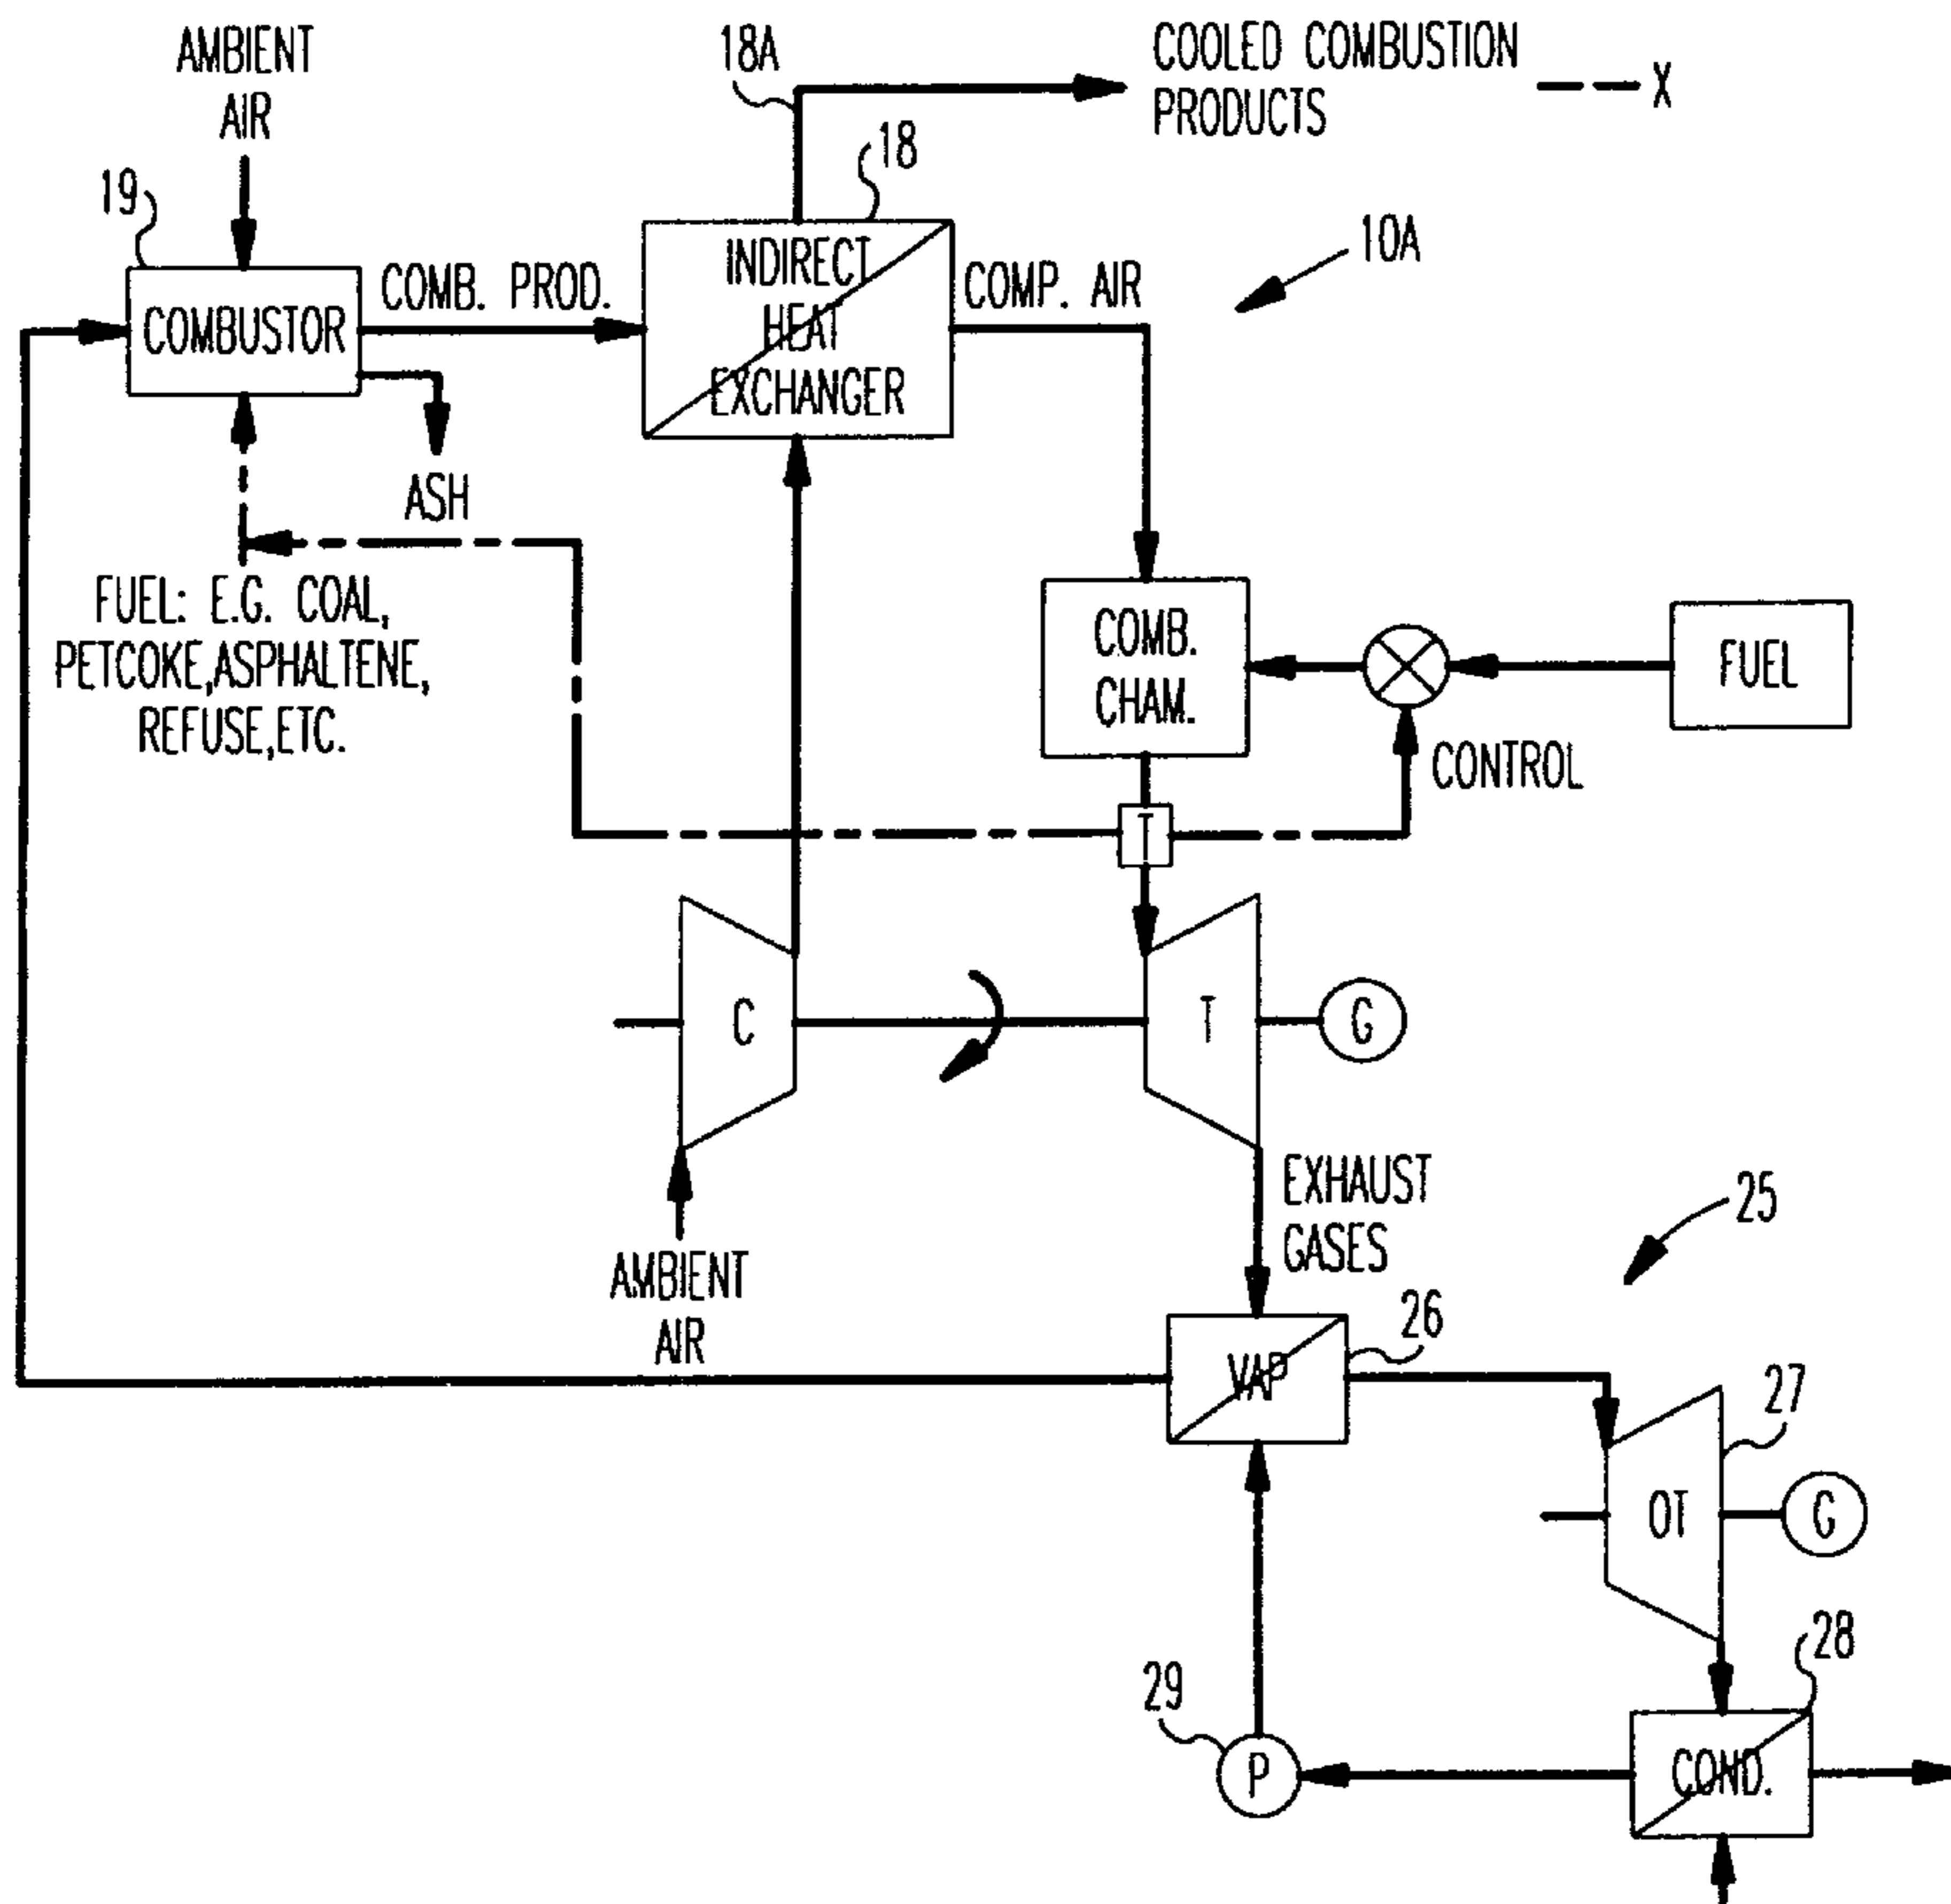 AMBIENT
AIR
18A
COOLED COMBUSTION
PRODUCTS
X
19
18
10A
COMBUSTOR
COMB. PROD.
INDIRECT
HEAT
EXCHANGER
COMP. AIR
ASH
FUEL: E.G. COAL,
PETCOKE,ASPHALTENE,
REFUSE,ETC.
COMB.
CHAM.
FUEL
CONTROL
T
C
T
G
EXHAUST
GASES
25
AMBIENT
AIR
26
VAP
27
OT
G
28
29
P
COND.